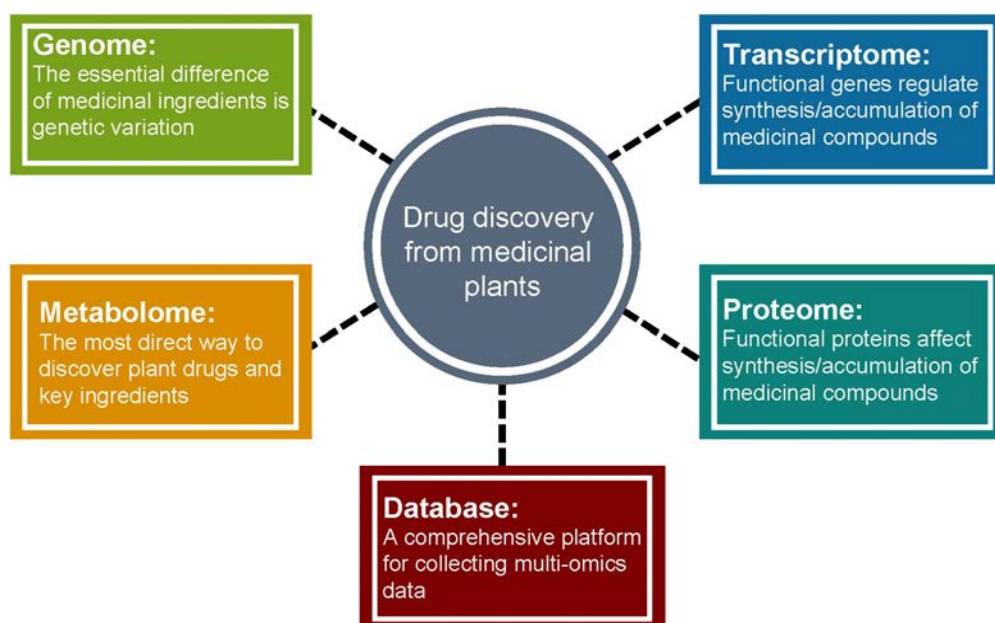 Genome:
The essential difference
of medicinal ingredients is
genetic variation
Transcriptome:
Functional genes regulate
synthesis/accumulation of
medicinal compounds
Drug discovery
from medicinal
plants
Metabolome:
The most direct way to
discover plant drugs and
key ingredients
Proteome:
Functional proteins affect
synthesis/accumulation of
medicinal compounds
Database:
A comprehensive platform
for collecting multi-omics
data